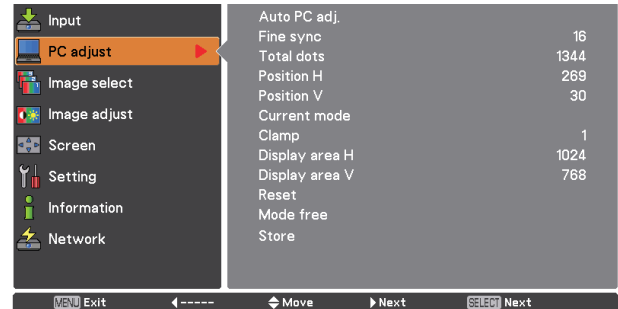 Input
PC adjust
Image select
Image adjust
Screen
Setting
Information
Network
Auto PC adj.
Fine sync 16
Total dots 1344
Position H 269
Position V 30
Current mode
Clamp 1
Display area H 1024
Display area V 768
Reset
Mode free
Store
MENU Exit ◀----- Move Next SELECT Next